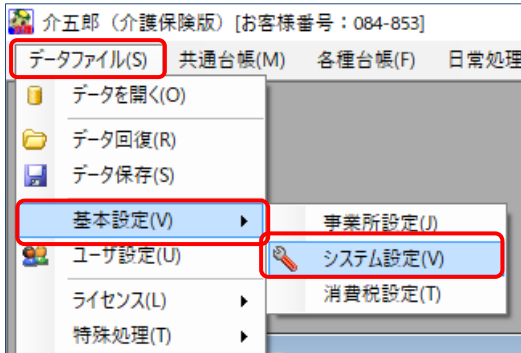 介五郎（介護保険版）[お客様番号：084-853]
データファイル(S) 共通台帳(M) 各種台帳(F) 日常処理
データを開く(O)
データ回復(R)
データ保存(S)
基本設定(V)
事業所設定(J)
ユーザ設定(U)
システム設定(V)
消費税設定(T)
ライセンス(L)
特殊処理(T)